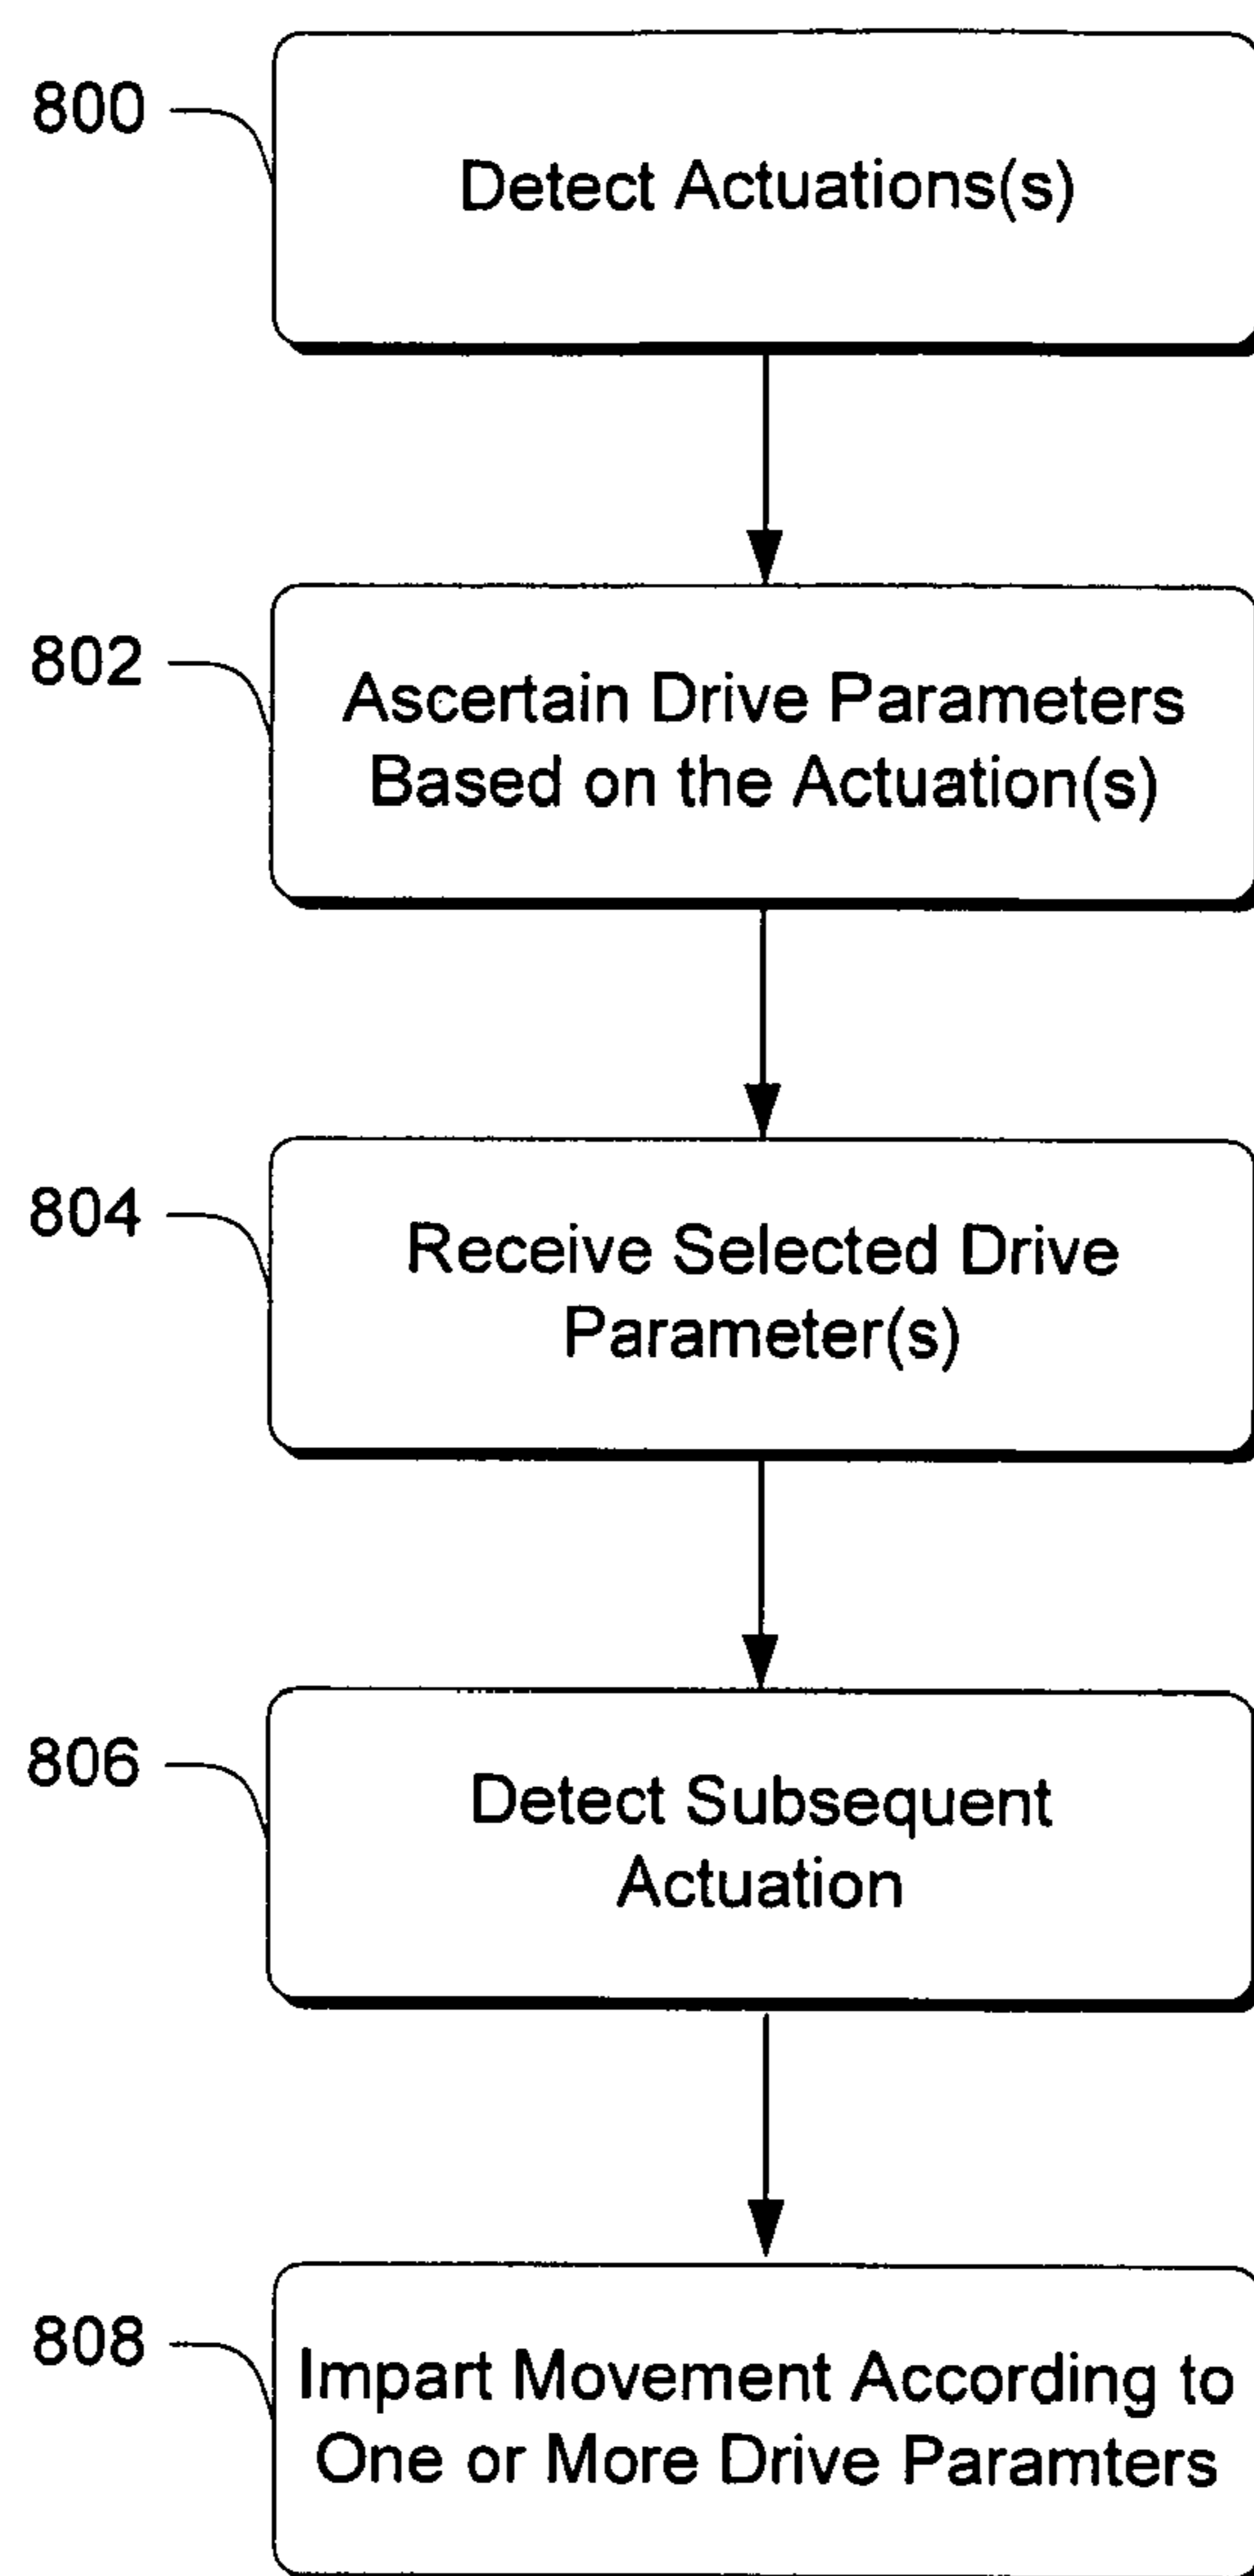 800
Detect Actuations(s)
802
Ascertain Drive Parameters
Based on the Actuation(s)
804
Receive Selected Drive
Parameter(s)
806
Detect Subsequent
Actuation
808
Impart Movement According to
One or More Drive Paramters